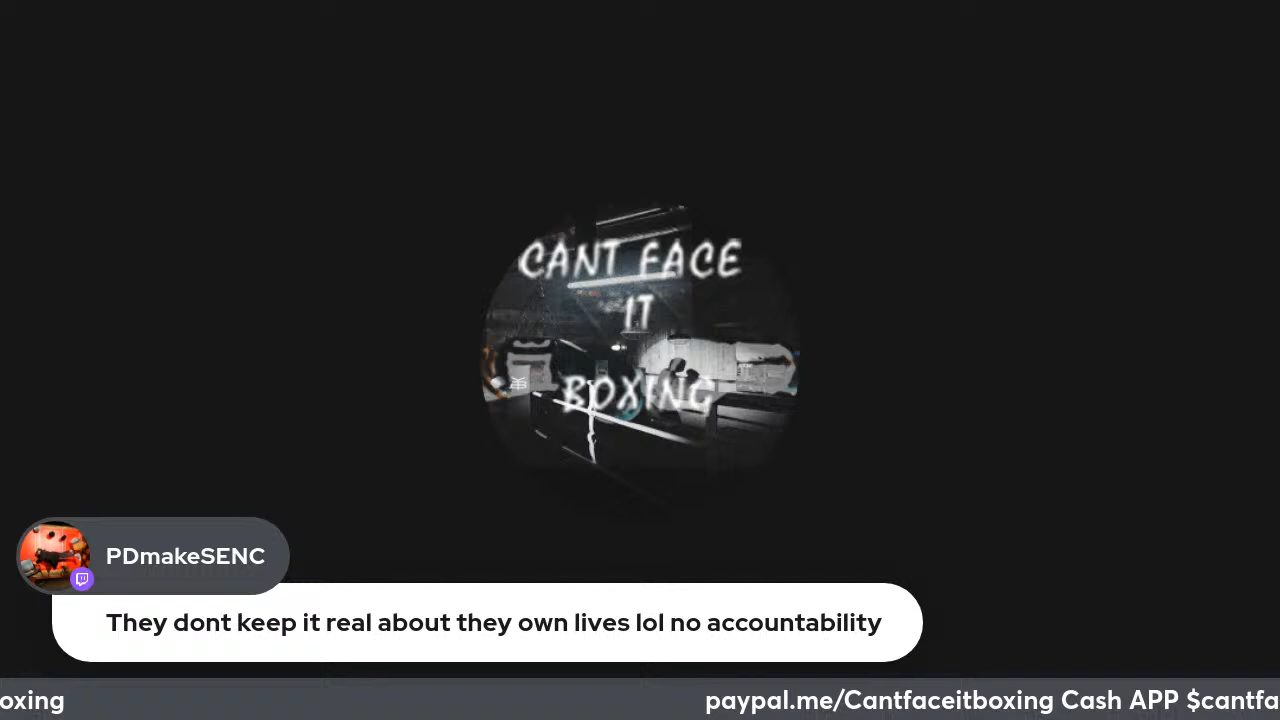 CANT FACE
IT
BOXING
PDmakeSENC
They dont keep it real about they own lives lol no accountability
oxing paypal.me/Cantfaceitboxing Cash APP $cantfa